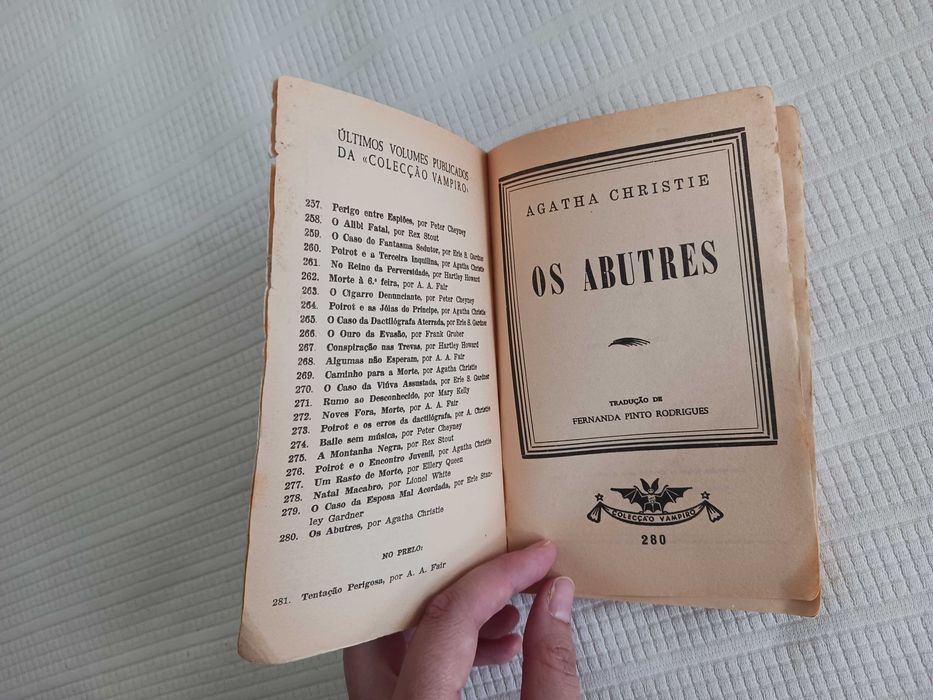 ÚLTIMOS VOLUMES PUBLICADOS
DA «COLECÇÃO VAMPIRO»
257. Perigo entre Espiões, por Peter Cheyney
258. O Alibi Fatal, por Rex Stout
259. O Caso do Fantasma Sedutor, por Erle S. Gardner
260. Poirot e a Terceira Inquilina, por Agatha Christie
261. No Reino da Perversidade, por Hartley Howard
262. Morte à 6.ª feira, por A. A. Fair
263. O Cigarro Denunciante, por Peter Cheyney
264. Poirot e as Jóias do Príncipe, por Agatha Christie
265. O Caso da Dactilógrafa Aterrada, por Erle S. Gardner
266. O Ouro da Evasão, por Frank Gruber
267. Conspiração nas Trevas, por Hartley Howard
268. Algumas não Esperam, por A. A. Fair
269. Caminho para a Morte, por Agatha Christie
270. O Caso da Viúva Assustada, por Erle S. Gardner
271. Rumo ao Desconhecido, por Mary Kelly
272. Noves Fora, Morte, por A. A. Fair
273. Poirot e os erros da dactilógrafa, por A. Christie
274. Baile sem música, por Peter Cheyney
275. A Montanha Negra, por Rex Stout
276. Poirot e o Encontro Juvenil, por Agatha Christie
277. Um Rasto de Morte, por Ellery Queen
278. Natal Macabro, por Lionel White
279. O Caso da Esposa Mal Acordada, por Erle Stan-
ley Gardner
280. Os Abutres, por Agatha Christie
NO PRELO:
281. Tentação Perigosa, por A. A. Fair
AGATHA CHRISTIE
OS ABUTRES
TRADUÇÃO DE
FERNANDA PINTO RODRIGUES
COLECÇÃO VAMPIRO
280